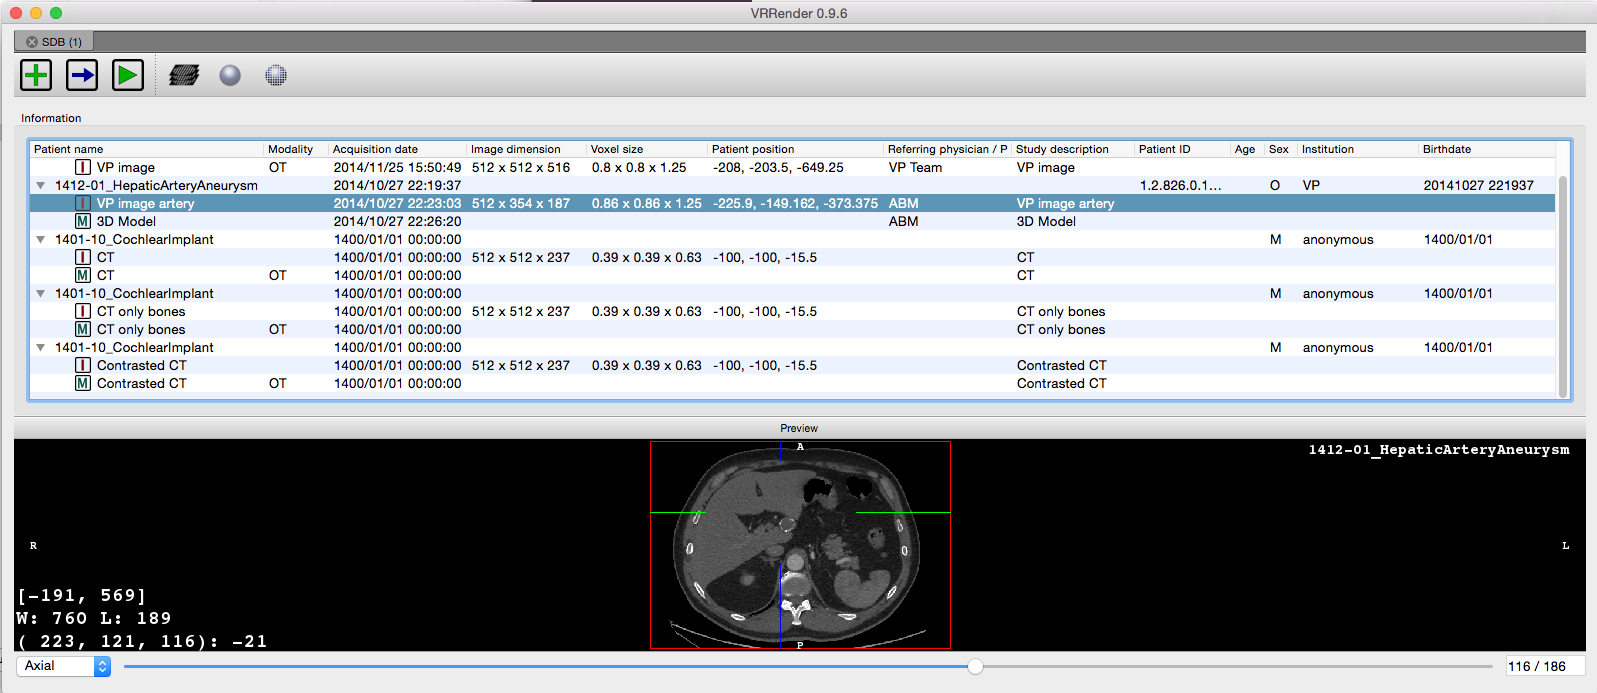 VRRender 0.9.6
SDB (1)
Information
Patient name Modality Acquisition date Image dimension Voxel size Patient position Referring physician / P Study description Patient ID Age Sex Institution Birthdate
I VP image OT 2014/11/25 15:50:49 512 x 512 x 516 0.8 x 0.8 x 1.25 -208, -203.5, -649.25 VP Team VP image
1412-01_HepaticArteryAneurysm 2014/10/27 22:19:37 1.2.826.0.1... O VP 20141027 221937
I VP image artery 2014/10/27 22:23:03 512 x 354 x 187 0.86 x 0.86 x 1.25 -225.9, -149.162, -373.375 ABM VP image artery
M 3D Model 2014/10/27 22:26:20 ABM 3D Model
1401-10_CochlearImplant 1400/01/01 00:00:00 M anonymous 1400/01/01
I CT 1400/01/01 00:00:00 512 x 512 x 237 0.39 x 0.39 x 0.63 -100, -100, -15.5 CT
M CT OT 1400/01/01 00:00:00 CT
1401-10_CochlearImplant 1400/01/01 00:00:00 M anonymous 1400/01/01
I CT only bones 1400/01/01 00:00:00 512 x 512 x 237 0.39 x 0.39 x 0.63 -100, -100, -15.5 CT only bones
M CT only bones OT 1400/01/01 00:00:00 CT only bones
1401-10_CochlearImplant 1400/01/01 00:00:00 M anonymous 1400/01/01
I Contrasted CT 1400/01/01 00:00:00 512 x 512 x 237 0.39 x 0.39 x 0.63 -100, -100, -15.5 Contrasted CT
M Contrasted CT OT 1400/01/01 00:00:00 Contrasted CT
Preview
A
1412-01_HepaticArteryAneurysm
R
L
[-191, 569]
W: 760 L: 189
( 223, 121, 116): -21
P
Axial
116 / 186